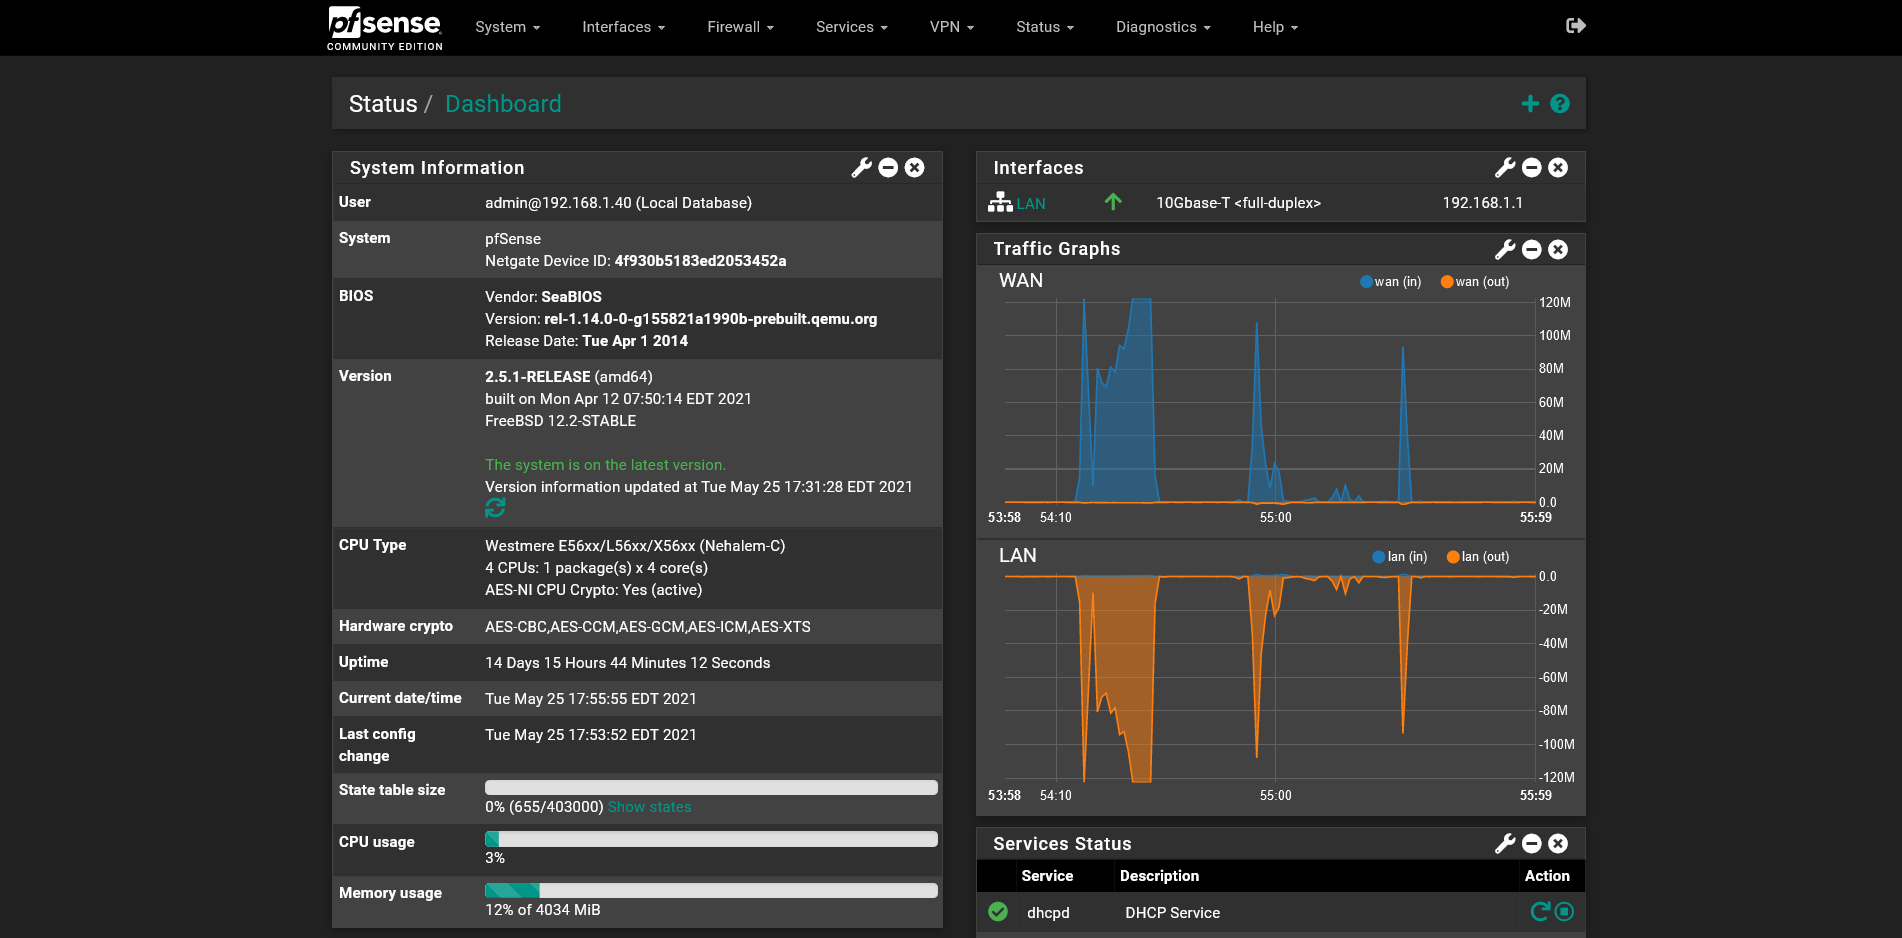 pfsense
COMMUNITY EDITION
System
Interfaces
Firewall
Services
VPN
Status
Diagnostics
Help
Status / Dashboard
System Information
User
admin@192.168.1.40 (Local Database)
System
pfSense
Netgate Device ID: 4f930b5183ed2053452a
BIOS
Vendor: SeaBIOS
Version: rel-1.14.0-0-g155821a1990b-prebuilt.qemu.org
Release Date: Tue Apr 1 2014
Version
2.5.1-RELEASE (amd64)
built on Mon Apr 12 07:50:14 EDT 2021
FreeBSD 12.2-STABLE
The system is on the latest version.
Version information updated at Tue May 25 17:31:28 EDT 2021
CPU Type
Westmere E56xx/L56xx/X56xx (Nehalem-C)
4 CPUs: 1 package(s) x 4 core(s)
AES-NI CPU Crypto: Yes (active)
Hardware crypto
AES-CBC,AES-CCM,AES-GCM,AES-ICM,AES-XTS
Uptime
14 Days 15 Hours 44 Minutes 12 Seconds
Current date/time
Tue May 25 17:55:55 EDT 2021
Last config
change
Tue May 25 17:53:52 EDT 2021
State table size
0% (655/403000) Show states
CPU usage
3%
Memory usage
12% of 4034 MiB
Interfaces
LAN
10Gbase-T <full-duplex>
192.168.1.1
Traffic Graphs
WAN
wan (in)
wan (out)
120M
100M
80M
60M
40M
20M
0.0
53:58
54:10
55:00
55:59
LAN
lan (in)
lan (out)
0.0
-20M
-40M
-60M
-80M
-100M
-120M
53:58
54:10
55:00
55:59
Services Status
Service
Description
Action
dhcpd
DHCP Service